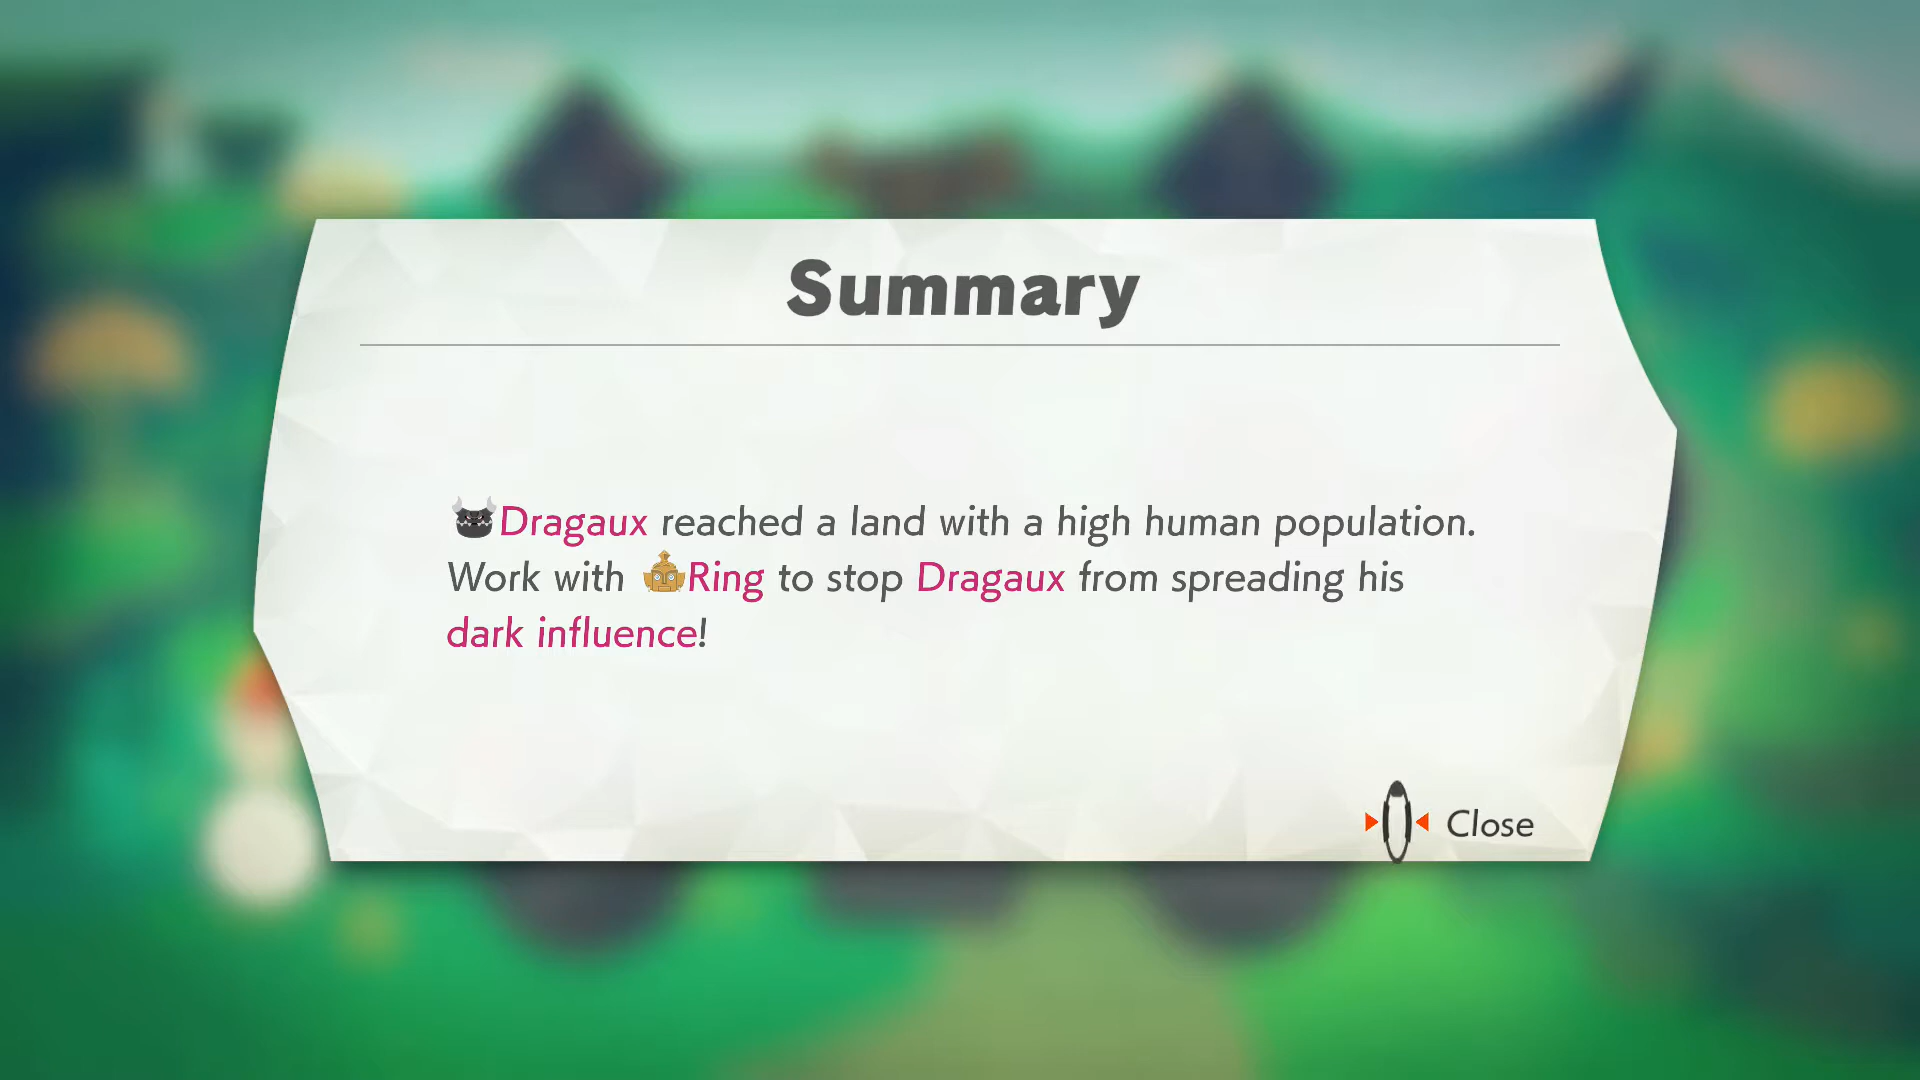 Summary
Dragaux reached a land with a high human population.
Work with Ring to stop Dragaux from spreading his
dark influence!
Close